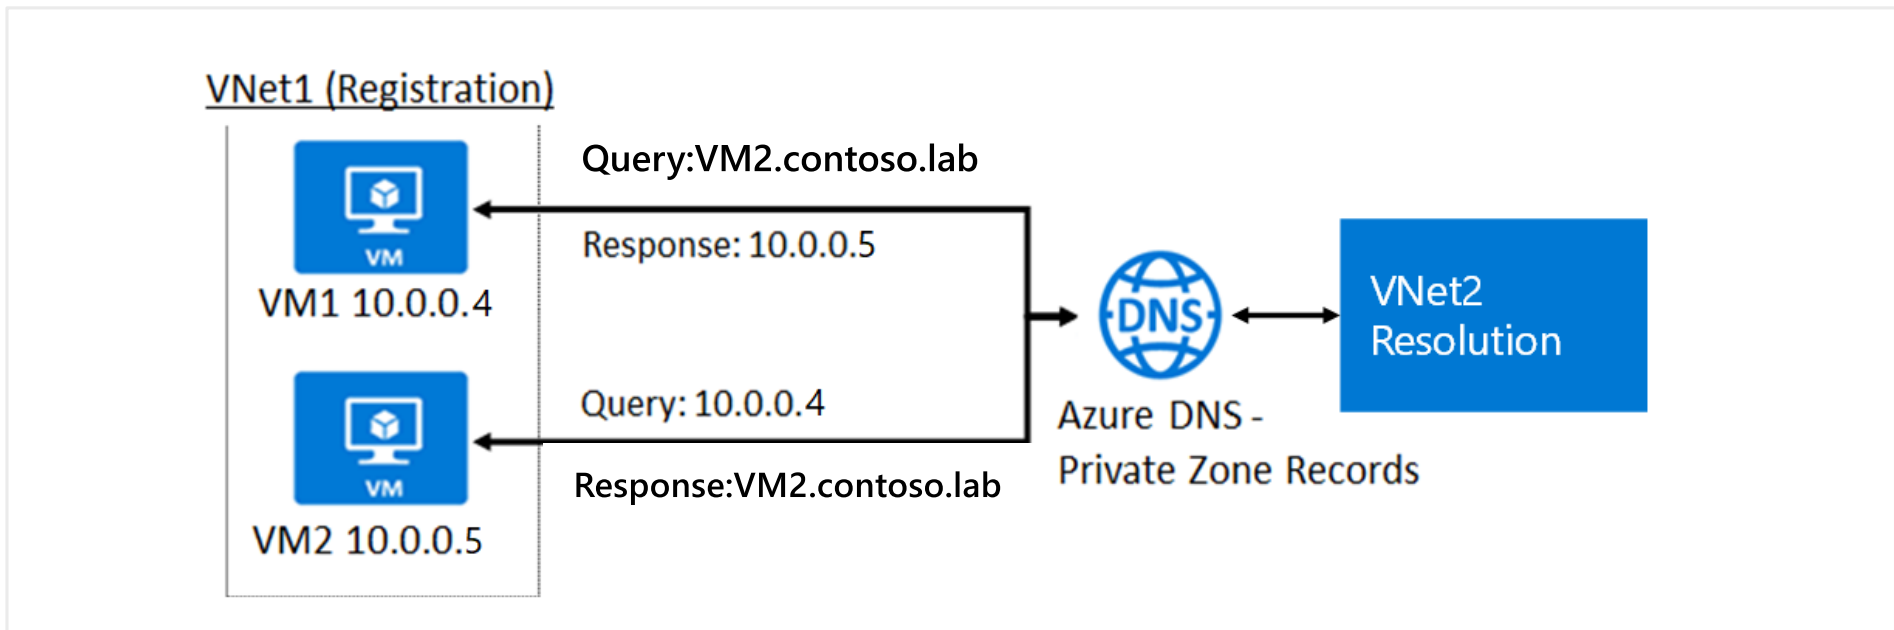 VNet1 (Registration)
VM
VM1 10.0.0.4
VM
VM2 10.0.0.5
Query:VM2.contoso.lab
Response: 10.0.0.5
Query: 10.0.0.4
Response:VM2.contoso.lab
DNS
Azure DNS -
Private Zone Records
VNet2
Resolution